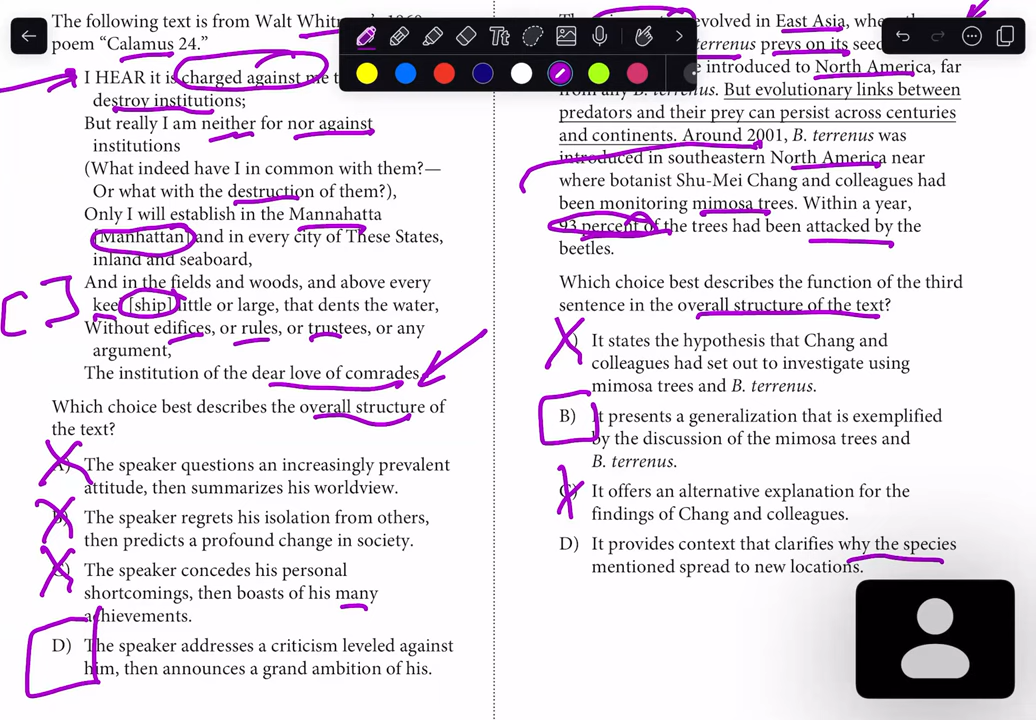 The following text is from Walt
poem “Calamus 24.”
I HEAR it is charged against me
destroy institutions;
But really I am neither for nor against
institutions
(What indeed have I in common with them?—
Or what with the destruction of them?),
Only I will establish in the Mannahatta
[Manhattan] and in every city of These States,
inland and seaboard,
And in the fields and woods, and above every
keel [ship] little or large, that dents the water,
Without edifices, or rules, or trustees, or any
argument,
The institution of the dear love of comrades.
Which choice best describes the overall structure of
the text?
A) The speaker questions an increasingly prevalent
attitude, then summarizes his worldview.
B) The speaker regrets his isolation from others,
then predicts a profound change in society.
C) The speaker concedes his personal
shortcomings, then boasts of his many
achievements.
D) The speaker addresses a criticism leveled against
him, then announces a grand ambition of his.
Tt
evolved in East Asia,
terrenus preys on its
introduced to North America, far
B. terrenus. But evolutionary links between
predators and their prey can persist across centuries
and continents. Around 2001, B. terrenus was
introduced in southeastern North America near
where botanist Shu-Mei Chang and colleagues had
been monitoring mimosa trees. Within a year,
93 percent of the trees had been attacked by the
beetles.
Which choice best describes the function of the third
sentence in the overall structure of the text?
A) It states the hypothesis that Chang and
colleagues had set out to investigate using
mimosa trees and B. terrenus.
B) It presents a generalization that is exemplified
by the discussion of the mimosa trees and
B. terrenus.
C) It offers an alternative explanation for the
findings of Chang and colleagues.
D) It provides context that clarifies why the species
mentioned spread to new locations.